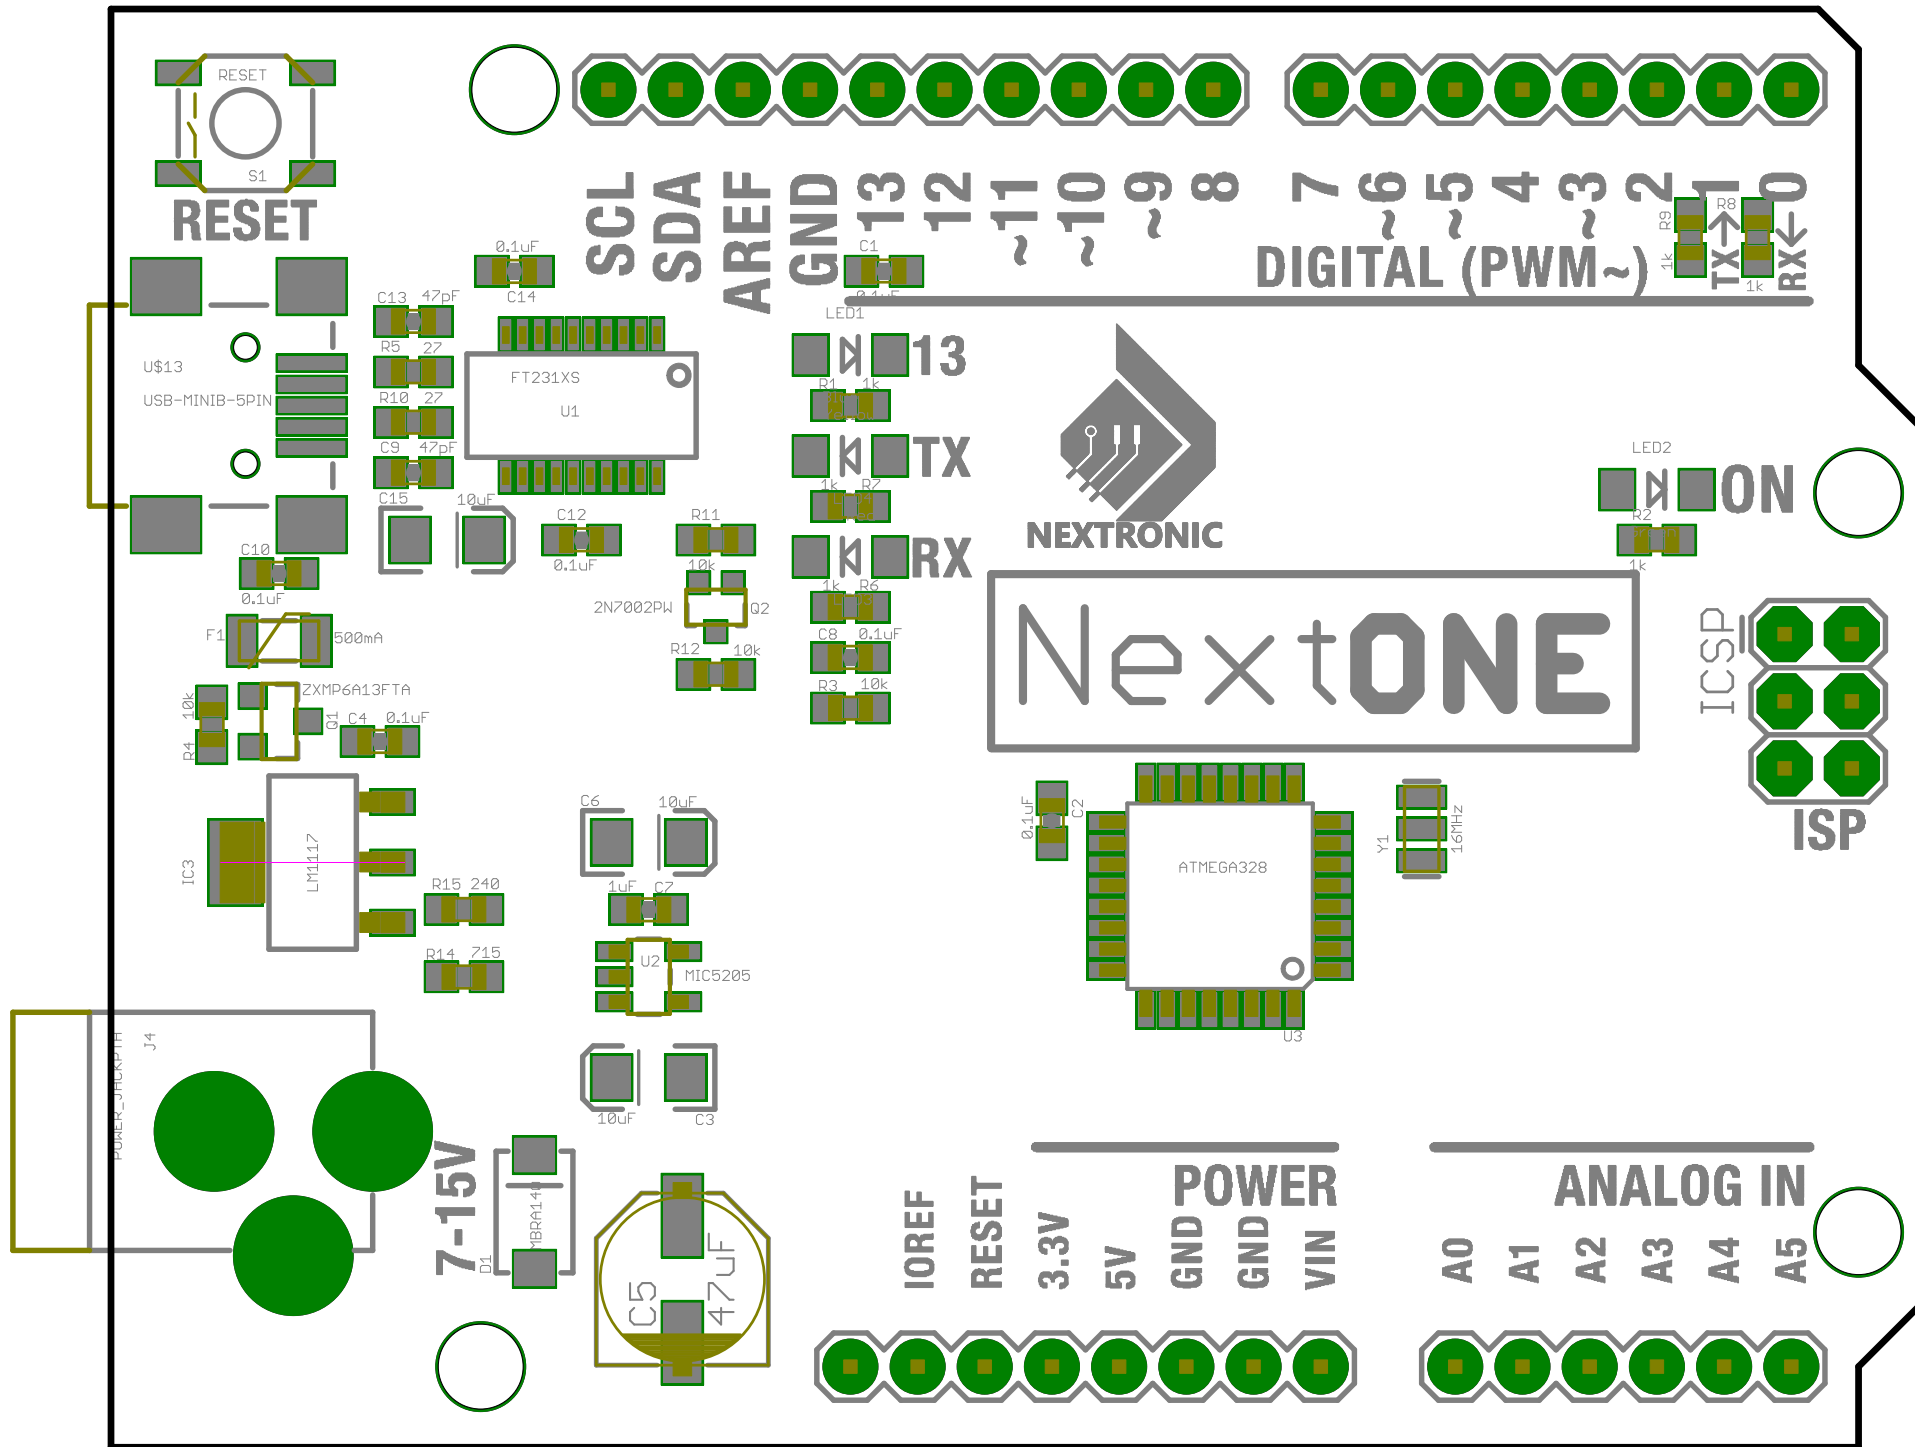 RESET
S1
RESET
SCL
SDA
AREF
GND
13
12
~11
~10
~9
8
7
~6
~5
4
~3
2
1
0
DIGITAL (PWM~)
TX→
RX←
R9
1k
R8
1k
0.1uF
C14
C1
0.1uF
C13
47pF
R5
27
R10
27
C9
47pF
U$13
USB-MINIB-5PIN
FT231XS
U1
LED1
13
R1
1k
TX
1k
R7
RX
1k
R6
C8
0.1uF
R3
10k
NEXTRONIC
LED2
ON
R2
1k
C15
10uF
C12
0.1uF
R11
10k
2N7002PW
Q2
R12
10k
C10
0.1uF
F1
500mA
ZXMP6A13FTA
Q1
10k
R4
C4
0.1uF
NextONE
ICSP
ISP
IC3
LM1117
R15
240
R14
715
C6
10uF
1uF
C7
U2
MIC5205
10uF
C3
0.1uF
C2
ATMEGA328
U3
Y1
16MHz
J4
POWER_JACKPTH
7-15V
D1
MBRA140
C5
47uF
POWER
IOREF
RESET
3.3V
5V
GND
GND
VIN
ANALOG IN
A0
A1
A2
A3
A4
A5